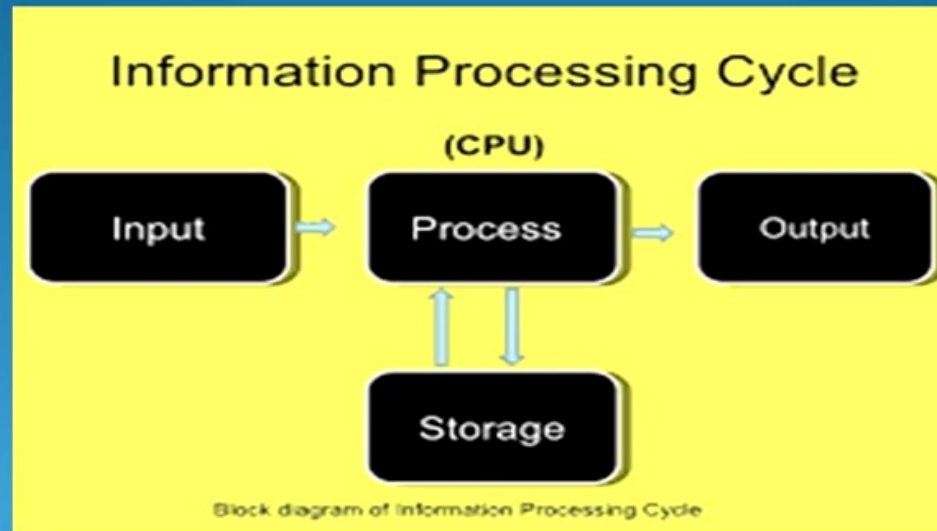 Information Processing Cycle
(CPU)
Input
Process
Output
Storage
Block diagram of Information Processing Cycle